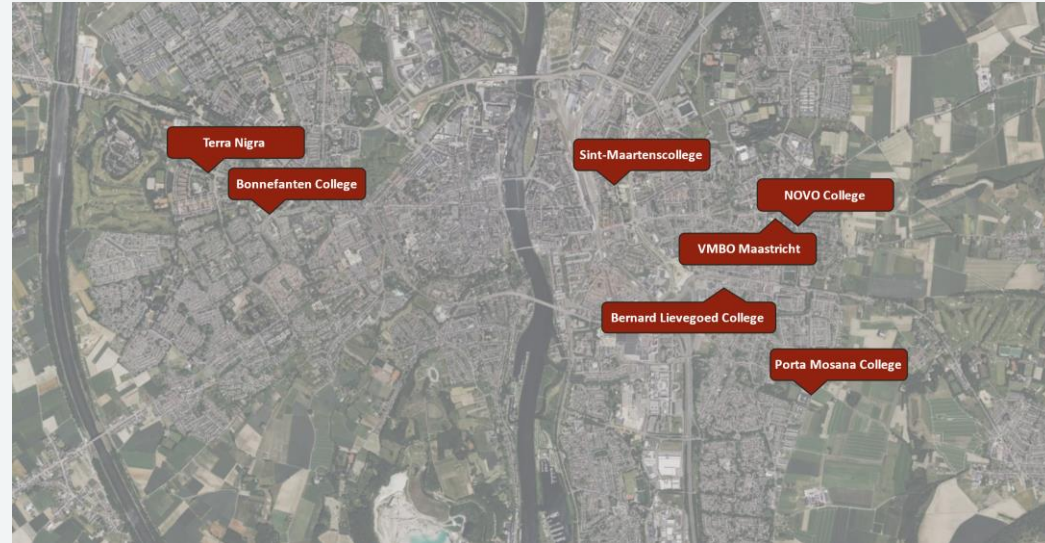 Terra Nigra
Sint-Maartenscollege
Bonnefanten College
NOVO College
VMBO Maastricht
Bernard Lievegoed College
Porta Mosana College